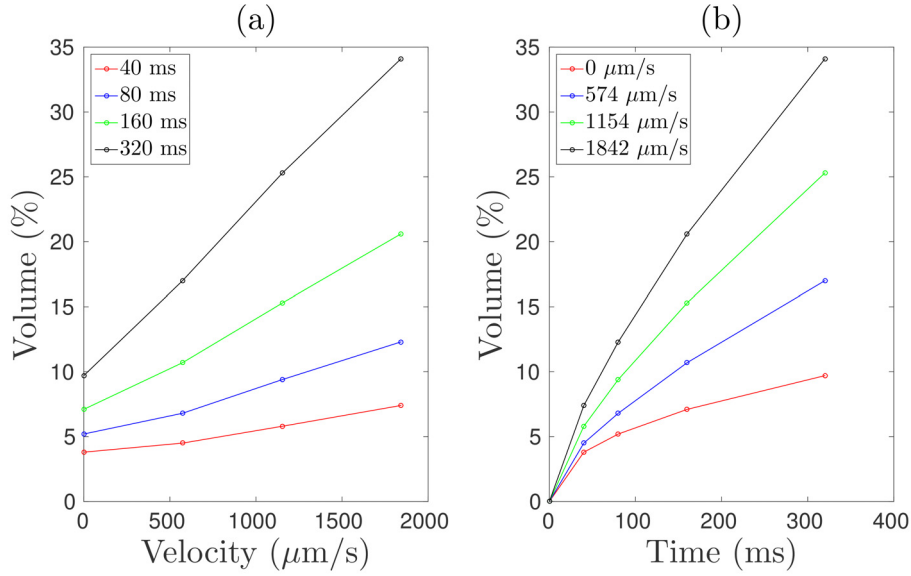 (a)
35
30
25
20
15
10
5
0
Volume (%)
40 ms
80 ms
160 ms
320 ms
0 500 1000 1500 2000
Velocity (μm/s)
(b)
35
30
25
20
15
10
5
0
Volume (%)
0 μm/s
574 μm/s
1154 μm/s
1842 μm/s
0 100 200 300 400
Time (ms)